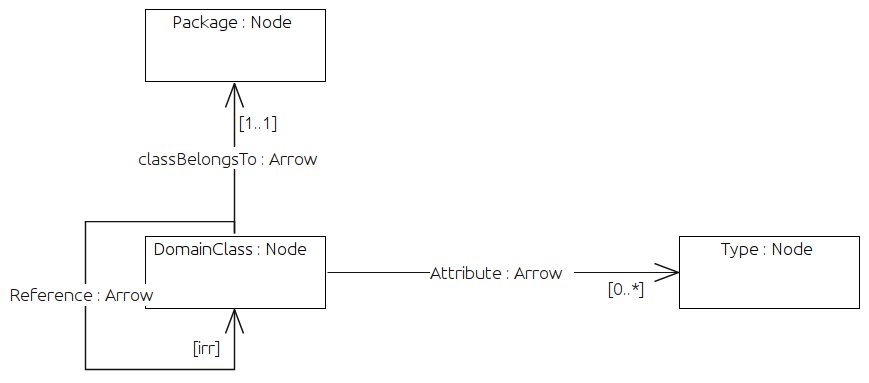 Package : Node
[1..1]
classBelongsTo : Arrow
DomainClass : Node
Type : Node
Attribute : Arrow
[0..*]
Reference : Arrow
[irr]